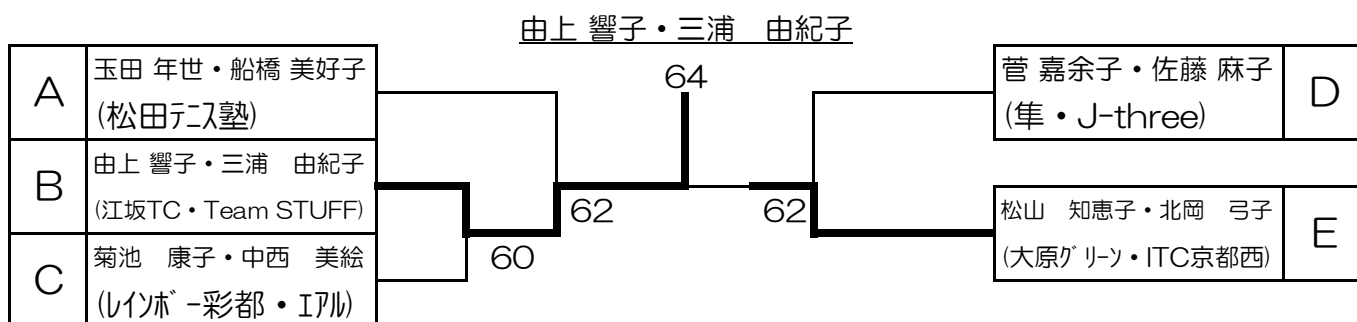 由上 響子・三浦　由紀子
64
A
玉田 年世・船橋 美好子
(松田ﾃﾆｽ塾)
B
由上 響子・三浦　由紀子
(江坂TC・Team STUFF)
C
菊池　康子・中西　美絵
(ﾚｲﾝﾎﾞｰ彩都・ｴｱﾙ)
60
62
62
菅 嘉余子・佐藤 麻子
(隼・J-three)
D
松山　知恵子・北岡　弓子
(大原ｸﾞﾘｰﾝ・ITC京都西)
E